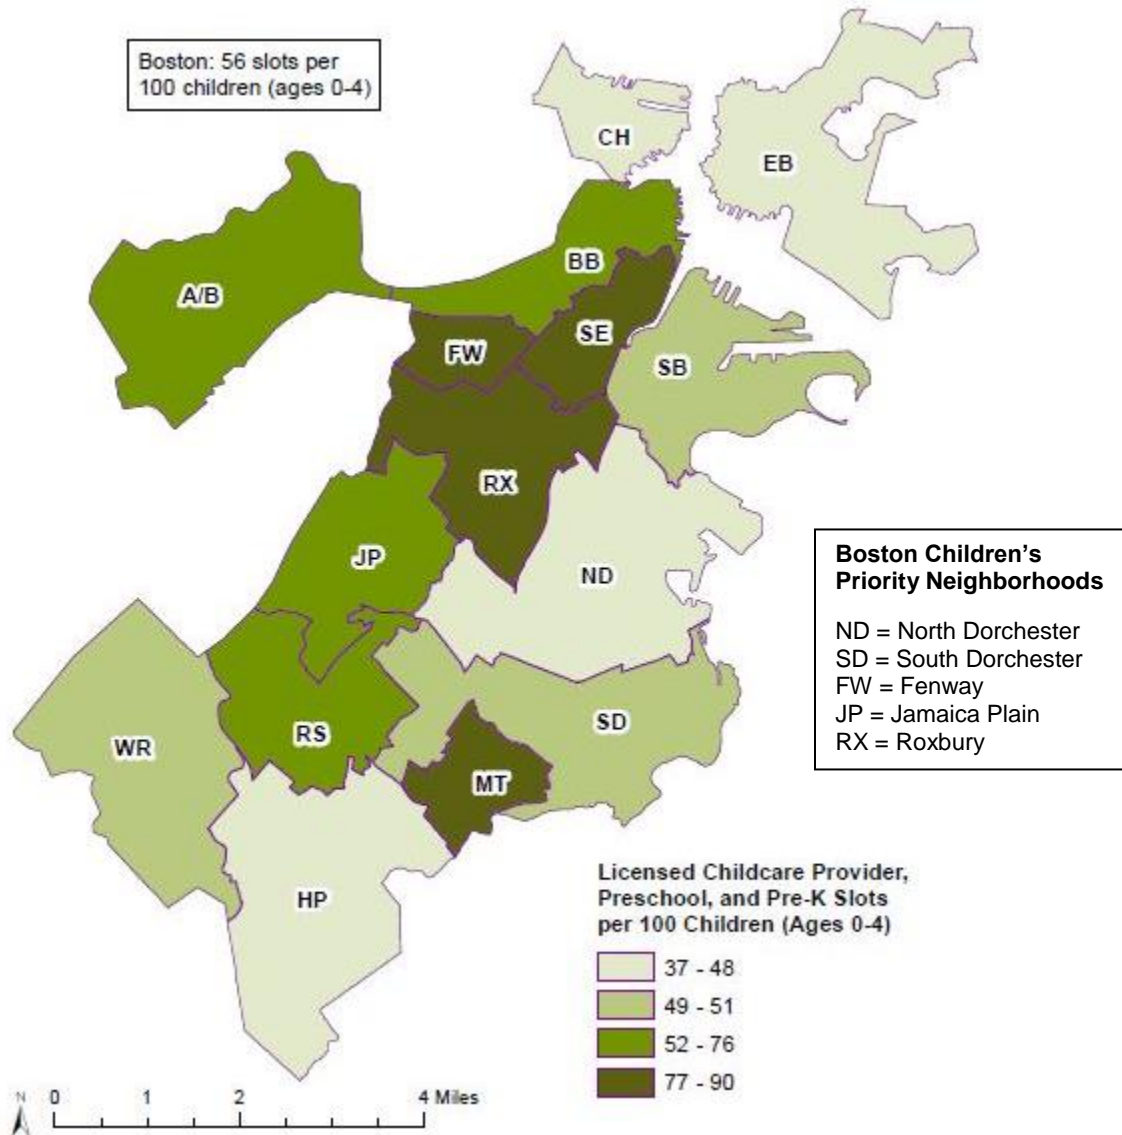 Boston: 56 slots per
100 children (ages 0-4)
CH
EB
BB
A/B
SE
FW
SB
RX
JP
ND
Boston Children’s
Priority Neighborhoods
ND = North Dorchester
SD = South Dorchester
FW = Fenway
JP = Jamaica Plain
RX = Roxbury
WR
RS
SD
MT
HP
Licensed Childcare Provider,
Preschool, and Pre-K Slots
per 100 Children (Ages 0-4)
37 - 48
49 - 51
52 - 76
77 - 90
N 0 1 2 4 Miles